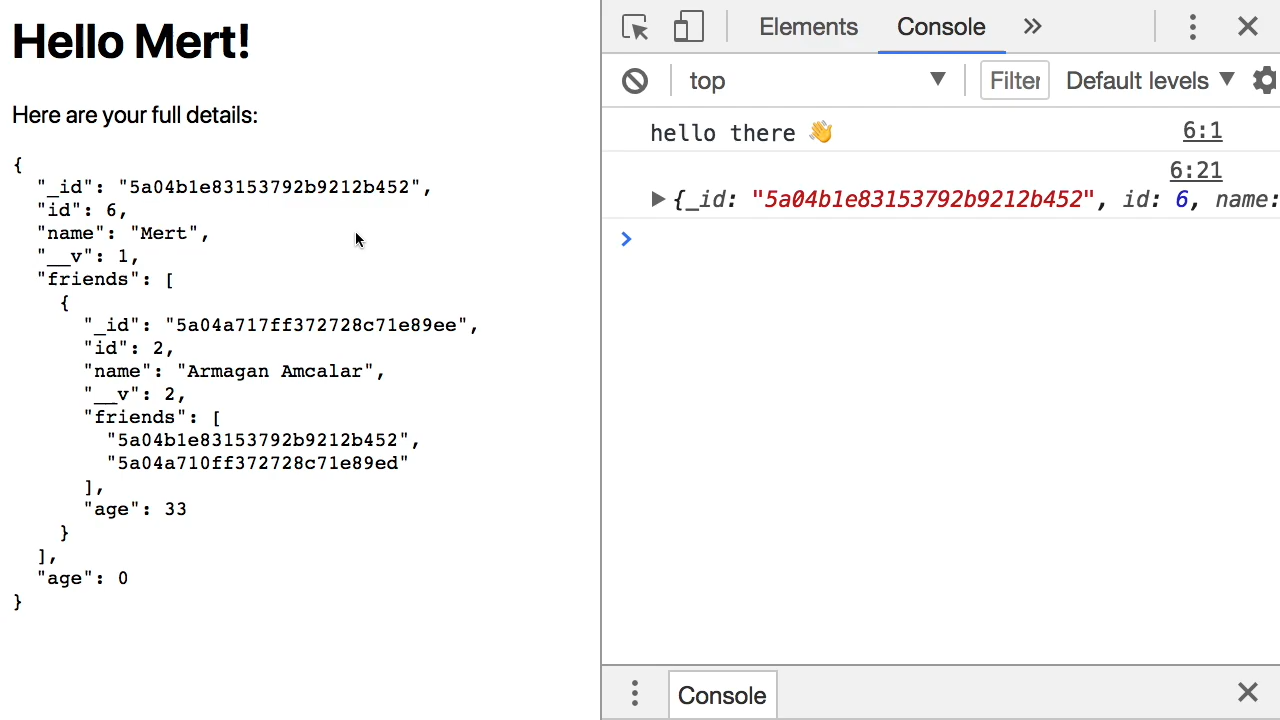 Hello Mert!
Here are your full details:
{
  "_id": "5a04b1e83153792b9212b452",
  "id": 6,
  "name": "Mert",
  "__v": 1,
  "friends": [
    {
      "_id": "5a04a717ff372728c71e89ee",
      "id": 2,
      "name": "Armagan Amcalar",
      "__v": 2,
      "friends": [
        "5a04b1e83153792b9212b452",
        "5a04a710ff372728c71e89ed"
      ],
      "age": 33
    }
  ],
  "age": 0
}
Elements Console »
top Filter Default levels
hello there 👋 6:1
6:21
{_id: "5a04b1e83153792b9212b452", id: 6, name:
Console